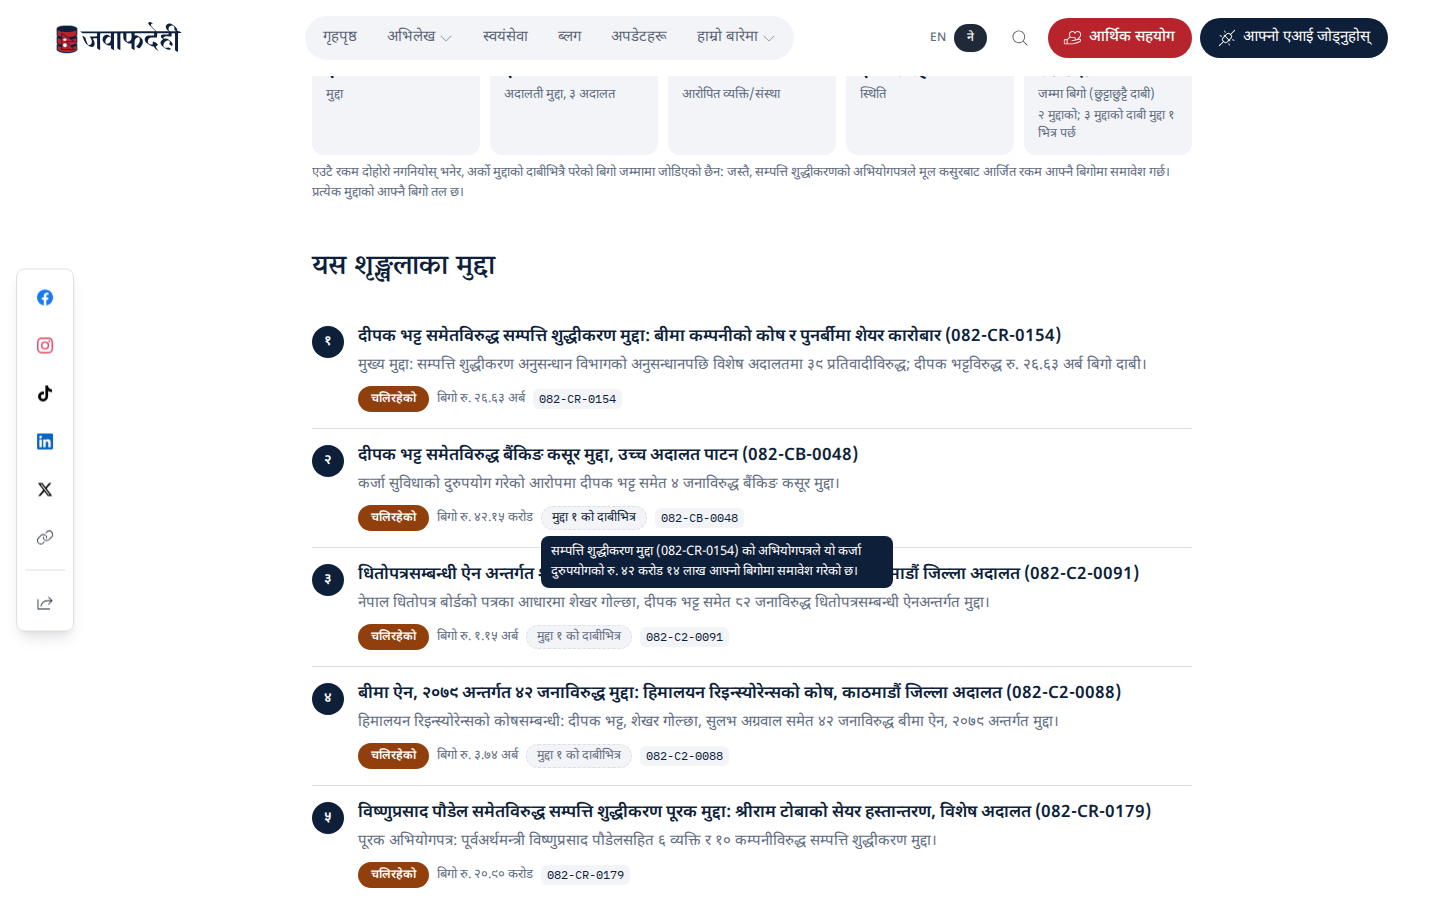 जवाफदेही
गृहपृष्ठ
अभिलेख
स्वयंसेवा
ब्लग
अपडेटहरू
हाम्रो बारेमा
EN
ने
आर्थिक सहयोग
आफ्नो एआई जोड्नुहोस्
मुद्दा
अदालती मुद्दा, ३ अदालत
आरोपित व्यक्ति/संस्था
स्थिति
जम्मा बिगो (छुट्टाछुट्टै दाबी)
२ मुद्दाको; ३ मुद्दाको दाबी मुद्दा १
भित्र पर्छ
एउटै रकम दोहोरो नगनियोस् भनेर, अर्को मुद्दाको दाबीभित्रै परेको बिगो जम्मामा जोडिएको छैन: जस्तै, सम्पत्ति शुद्धीकरणको अभियोगपत्रले मूल कसुरबाट आर्जित रकम आफ्नै बिगोमा समावेश गर्छ।
प्रत्येक मुद्दाको आफ्नै बिगो तल छ।
यस शृङ्खलाका मुद्दा
१
दीपक भट्ट समेतविरुद्ध सम्पत्ति शुद्धीकरण मुद्दा: बीमा कम्पनीको कोष र पुनर्बीमा शेयर कारोबार (082-CR-0154)
मुख्य मुद्दा: सम्पत्ति शुद्धीकरण अनुसन्धान विभागको अनुसन्धानपछि विशेष अदालतमा ३९ प्रतिवादीविरुद्ध; दीपक भट्टविरुद्ध रु. २६.६३ अर्ब बिगो दाबी।
चलिरहेको बिगो रु. २६.६३ अर्ब 082-CR-0154
२
दीपक भट्ट समेतविरुद्ध बैंकिङ कसूर मुद्दा, उच्च अदालत पाटन (082-CB-0048)
कर्जा सुविधाको दुरुपयोग गरेको आरोपमा दीपक भट्ट समेत ४ जनाविरुद्ध बैंकिङ कसूर मुद्दा।
चलिरहेको बिगो रु. ४२.१५ करोड मुद्दा १ को दाबीभित्र 082-CB-0048
सम्पत्ति शुद्धीकरण मुद्दा (082-CR-0154) को अभियोगपत्रले यो कर्जा
दुरुपयोगको रु. ४२ करोड १४ लाख आफ्नो बिगोमा समावेश गरेको छ।
३
धितोपत्रसम्बन्धी ऐन अन्तर्गत जिल्ला अदालत (082-C2-0091)
नेपाल धितोपत्र बोर्डको पत्रका आधारमा शेखर गोल्छा, दीपक भट्ट समेत ८२ जनाविरुद्ध धितोपत्रसम्बन्धी ऐनअन्तर्गत मुद्दा।
चलिरहेको बिगो रु. १.१५ अर्ब मुद्दा १ को दाबीभित्र 082-C2-0091
४
बीमा ऐन, २०७९ अन्तर्गत ४२ जनाविरुद्ध मुद्दा: हिमालयन रिइन्स्योरेन्सको कोष, काठमाडौं जिल्ला अदालत (082-C2-0088)
हिमालयन रिइन्स्योरेन्सको कोषसम्बन्धी: दीपक भट्ट, शेखर गोल्छा, सुलभ अग्रवाल समेत ४२ जनाविरुद्ध बीमा ऐन, २०७९ अन्तर्गत मुद्दा।
चलिरहेको बिगो रु. ३.७४ अर्ब मुद्दा १ को दाबीभित्र 082-C2-0088
५
विष्णुप्रसाद पौडेल समेतविरुद्ध सम्पत्ति शुद्धीकरण पूरक मुद्दा: श्रीराम टोबाको सेयर हस्तान्तरण, विशेष अदालत (082-CR-0179)
पूरक अभियोगपत्र: पूर्वअर्थमन्त्री विष्णुप्रसाद पौडेलसहित ६ व्यक्ति र १० कम्पनीविरुद्ध सम्पत्ति शुद्धीकरण मुद्दा।
चलिरहेको बिगो रु. २०.९० करोड 082-CR-0179